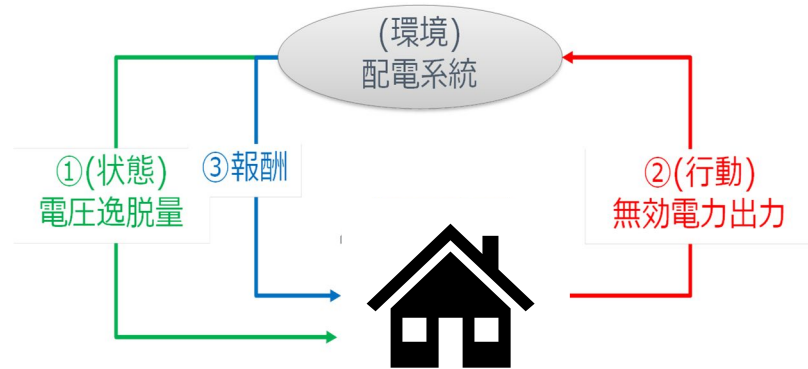 (環境)
配電系統
①(状態)
電圧逸脱量
③報酬
②(行動)
無効電力出力